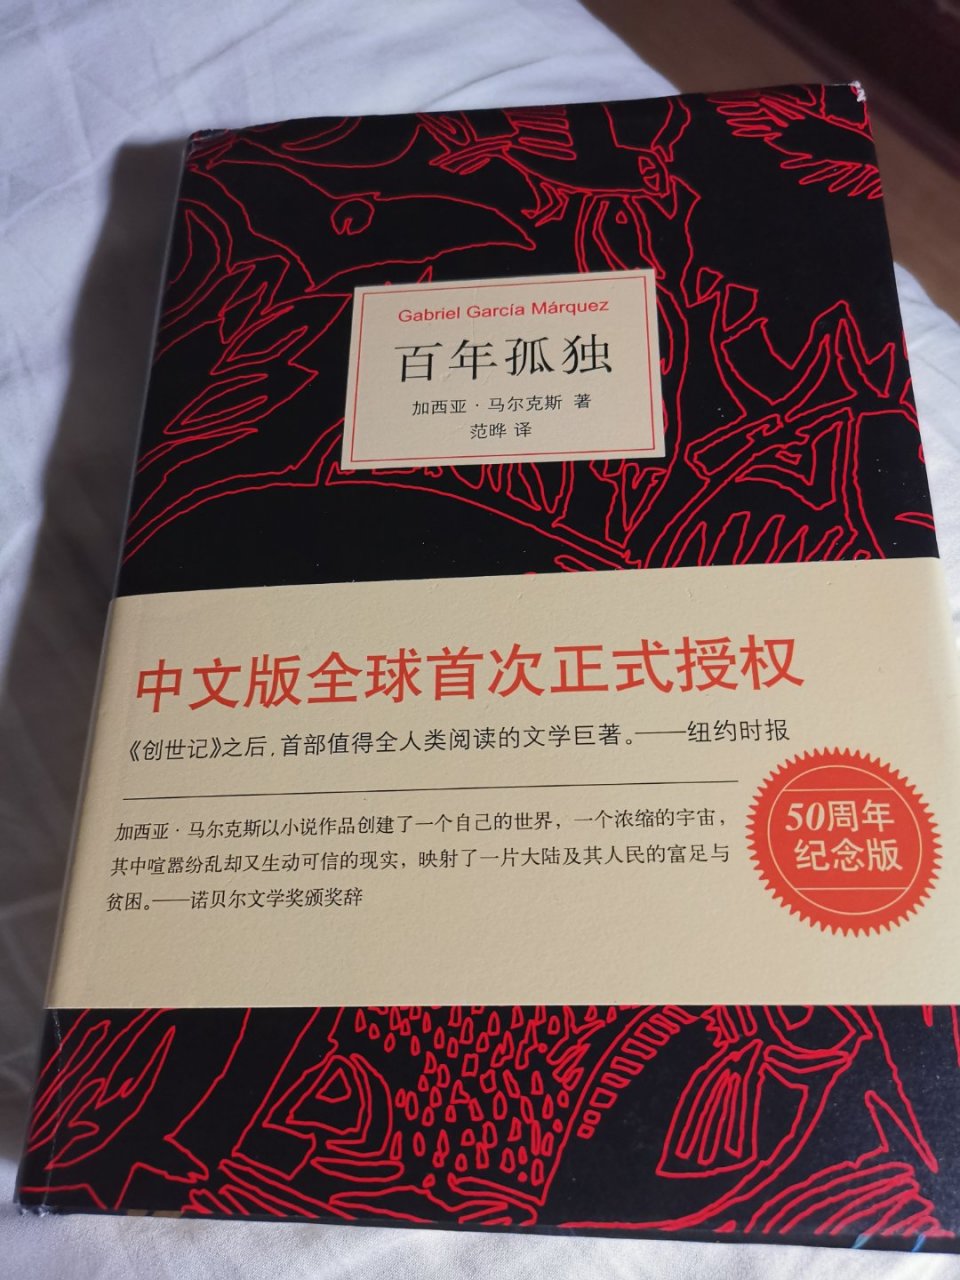 Gabriel García Márquez
百年孤独
加西亚·马尔克斯 著
范晔 译
中文版全球首次正式授权
《创世记》之后，首部值得全人类阅读的文学巨著。——纽约时报
加西亚·马尔克斯以小说作品创建了一个自己的世界，一个浓缩的宇宙，
其中喧嚣纷乱却又生动可信的现实，映射了一片大陆及其人民的富足与
贫困。——诺贝尔文学奖颁奖辞
50周年
纪念版